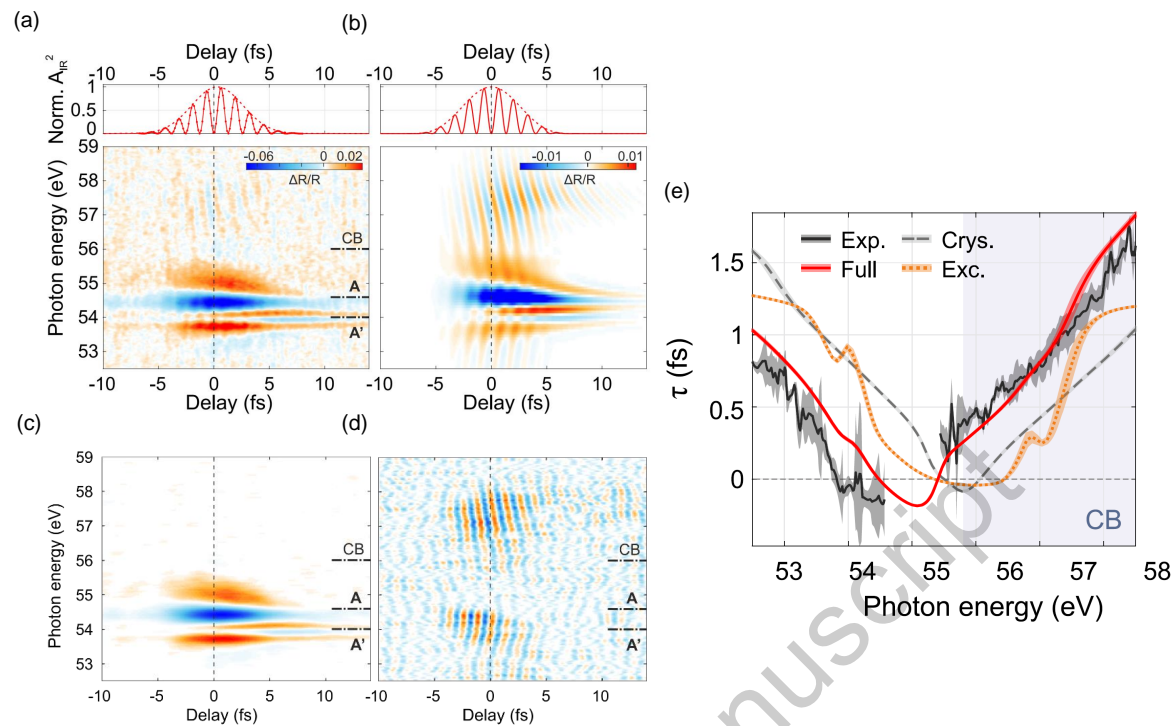 (a)
Delay (fs)
-10 -5 0 5 10
Norm. A_IR^2
1
0.5
0
59
58
57
56
55
54
53
Photon energy (eV)
-0.06 0 0.02
ΔR/R
CB
A
A'
-10 -5 0 5 10
Delay (fs)
(b)
Delay (fs)
-10 -5 0 5 10
-0.01 0 0.01
ΔR/R
-10 -5 0 5 10
Delay (fs)
(c)
59
58
57
56
55
54
53
Photon energy (eV)
CB
A
A'
-10 -5 0 5 10
Delay (fs)
(d)
CB
A
A'
-10 -5 0 5 10
Delay (fs)
(e)
1.5
1
0.5
0
τ (fs)
Exp. Crys.
Full Exc.
CB
53 54 55 56 57 58
Photon energy (eV)
nuscript